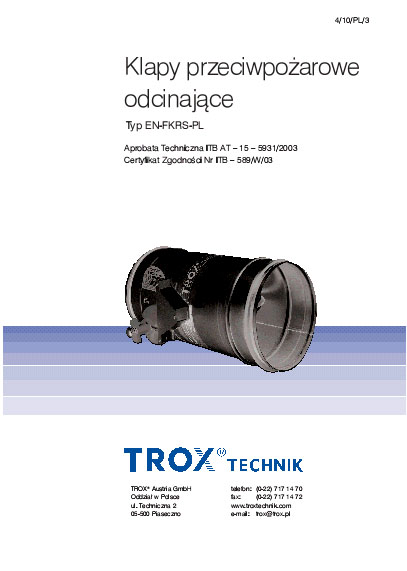 4/10/PL/3
Klapy przeciwpożarowe
odcinające
Typ EN-FKRS-PL
Aprobata Techniczna ITB AT – 15 – 5931/2003
Certyfikat Zgodności Nr ITB – 589/W/03
TROX
TROX® TECHNIK
TROX® Austria GmbH
Oddział w Polsce
ul. Techniczna 2
05-500 Piaseczno
telefon: (0-22) 717 14 70
fax: (0-22) 717 14 72
www.troxtechnik.com
e-mail: trox@trox.pl